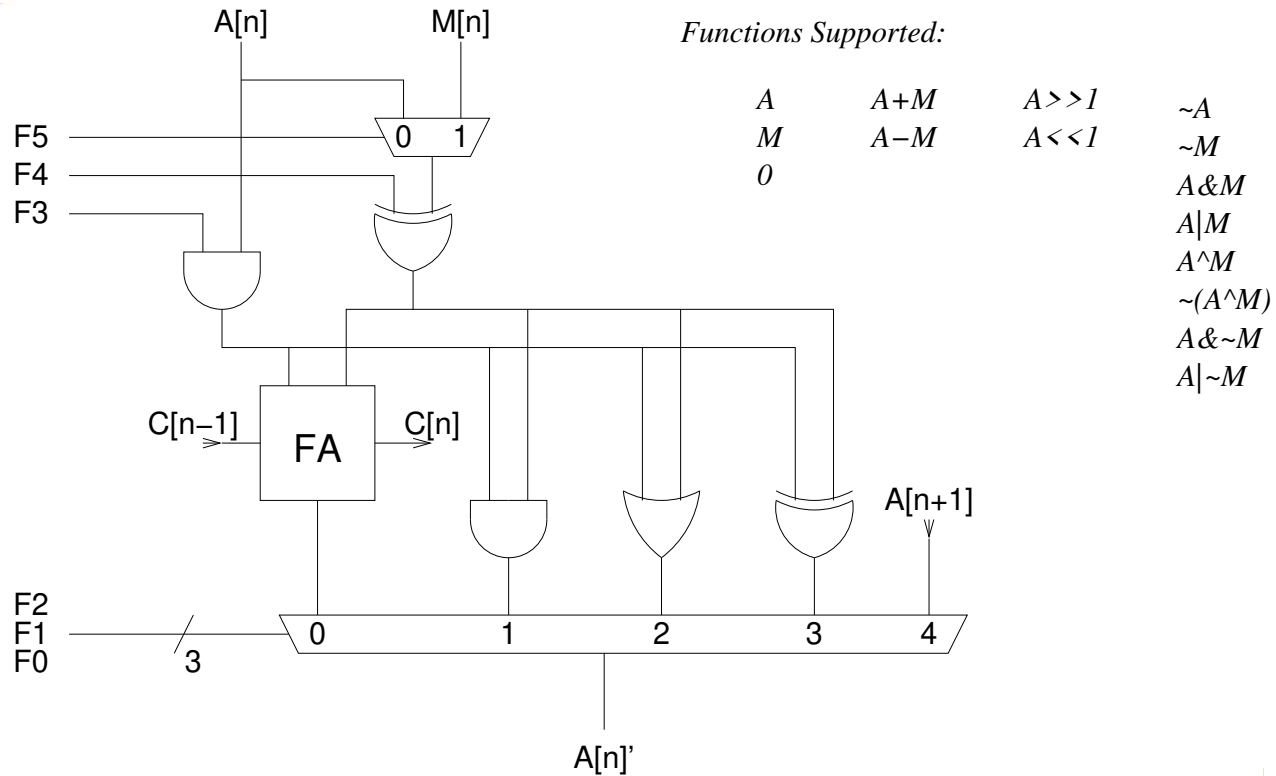 A[n]
M[n]
Functions Supported:
A A+M A>>1 ~A
M A−M A<<1 ~M
0 A&M
A|M
A^M
~(A^M)
A&~M
A|~M
F5
0 1
F4
F3
C[n−1]
FA
C[n]
A[n+1]
F2
F1
F0
3
0 1 2 3 4
A[n]’